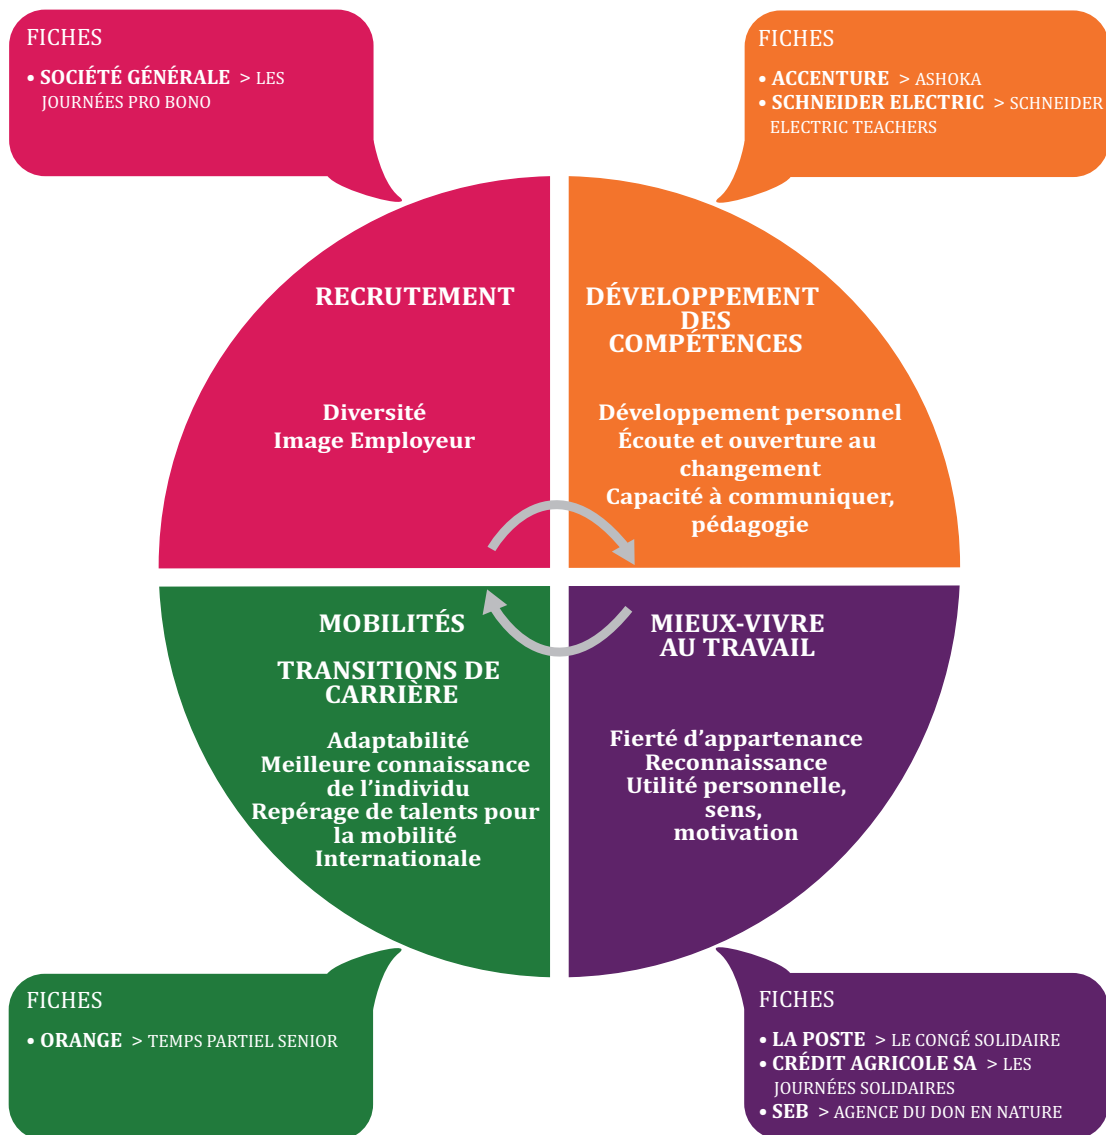 FICHES
• SOCIÉTÉ GÉNÉRALE > LES
JOURNÉES PRO BONO
FICHES
• ACCENTURE > ASHOKA
• SCHNEIDER ELECTRIC > SCHNEIDER
ELECTRIC TEACHERS
RECRUTEMENT
Diversité
Image Employeur
DÉVELOPPEMENT
DES
COMPÉTENCES
Développement personnel
Écoute et ouverture au
changement
Capacité à communiquer,
pédagogie
MOBILITÉS
TRANSITIONS DE
CARRIÈRE
Adaptabilité
Meilleure connaissance
de l’individu
Repérage de talents pour
la mobilité
Internationale
MIEUX-VIVRE
AU TRAVAIL
Fierté d’appartenance
Reconnaissance
Utilité personnelle,
sens,
motivation
FICHES
• ORANGE > TEMPS PARTIEL SENIOR
FICHES
• LA POSTE > LE CONGÉ SOLIDAIRE
• CRÉDIT AGRICOLE SA > LES
JOURNÉES SOLIDAIRES
• SEB > AGENCE DU DON EN NATURE